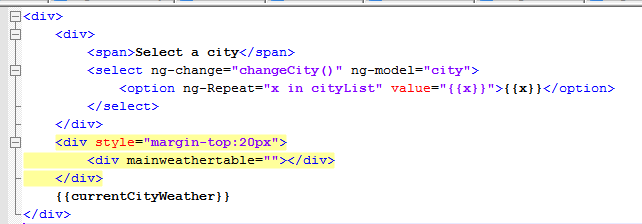 <div>
<div>
<span>Select a city</span>
<select ng-change="changeCity()" ng-model="city">
<option ng-Repeat="x in cityList" value="{{x}}">{{x}}</option>
</select>
</div>
<div style="margin-top:20px">
<div mainweathertable=""></div>
</div>
{{currentCityWeather}}
</div>